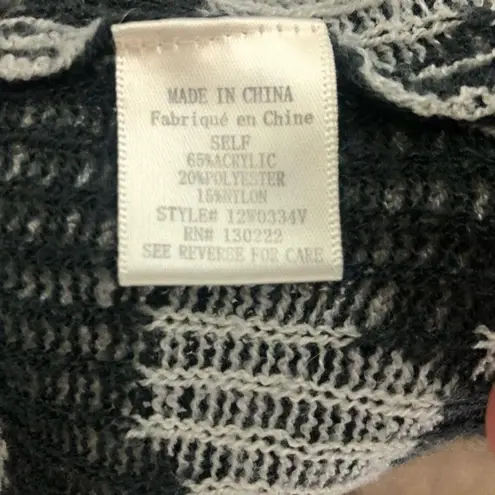 MADE IN CHINA
Fabriqué en Chine
SELF
65%ACRYLIC
20%POLYESTER
15%NYLON
STYLE# 12W0334V
RN# 130222
SEE REVERSE FOR CARE